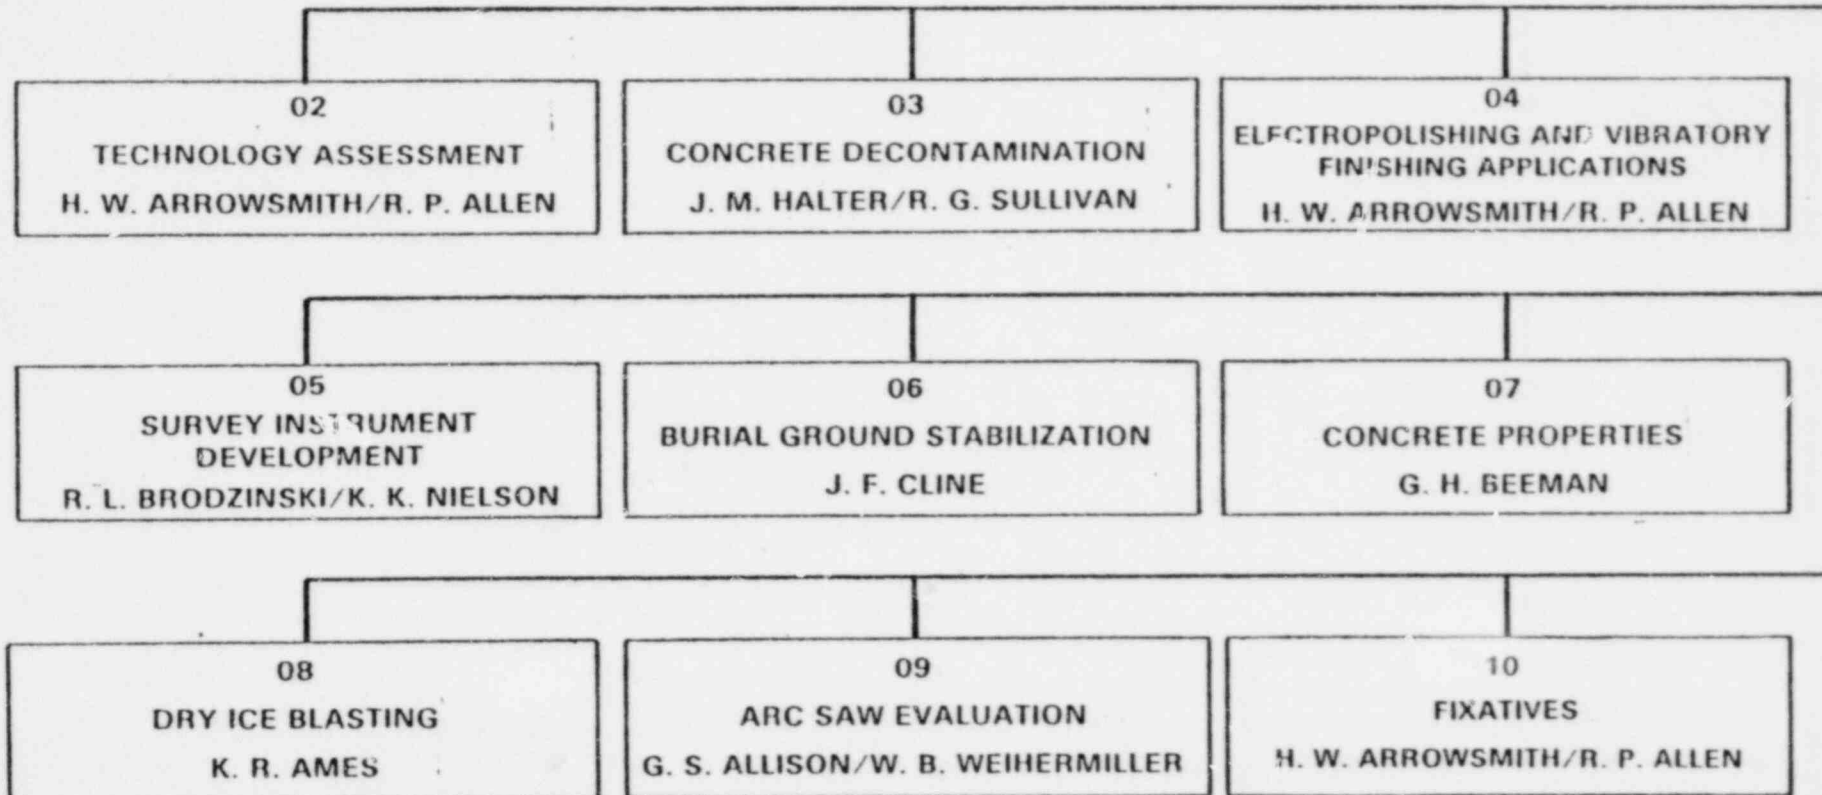 02
TECHNOLOGY ASSESSMENT
H. W. ARROWSMITH/R. P. ALLEN
03
CONCRETE DECONTAMINATION
J. M. HALTER/R. G. SULLIVAN
04
ELECTROPOLISHING AND VIBRATORY
FINISHING APPLICATIONS
H. W. ARROWSMITH/R. P. ALLEN
05
SURVEY INSTRUMENT
DEVELOPMENT
R. L. BRODZINSKI/K. K. NIELSON
06
BURIAL GROUND STABILIZATION
J. F. CLINE
07
CONCRETE PROPERTIES
G. H. BEEMAN
08
DRY ICE BLASTING
K. R. AMES
09
ARC SAW EVALUATION
G. S. ALLISON/W. B. WEIHERMILLER
10
FIXATIVES
H. W. ARROWSMITH/R. P. ALLEN